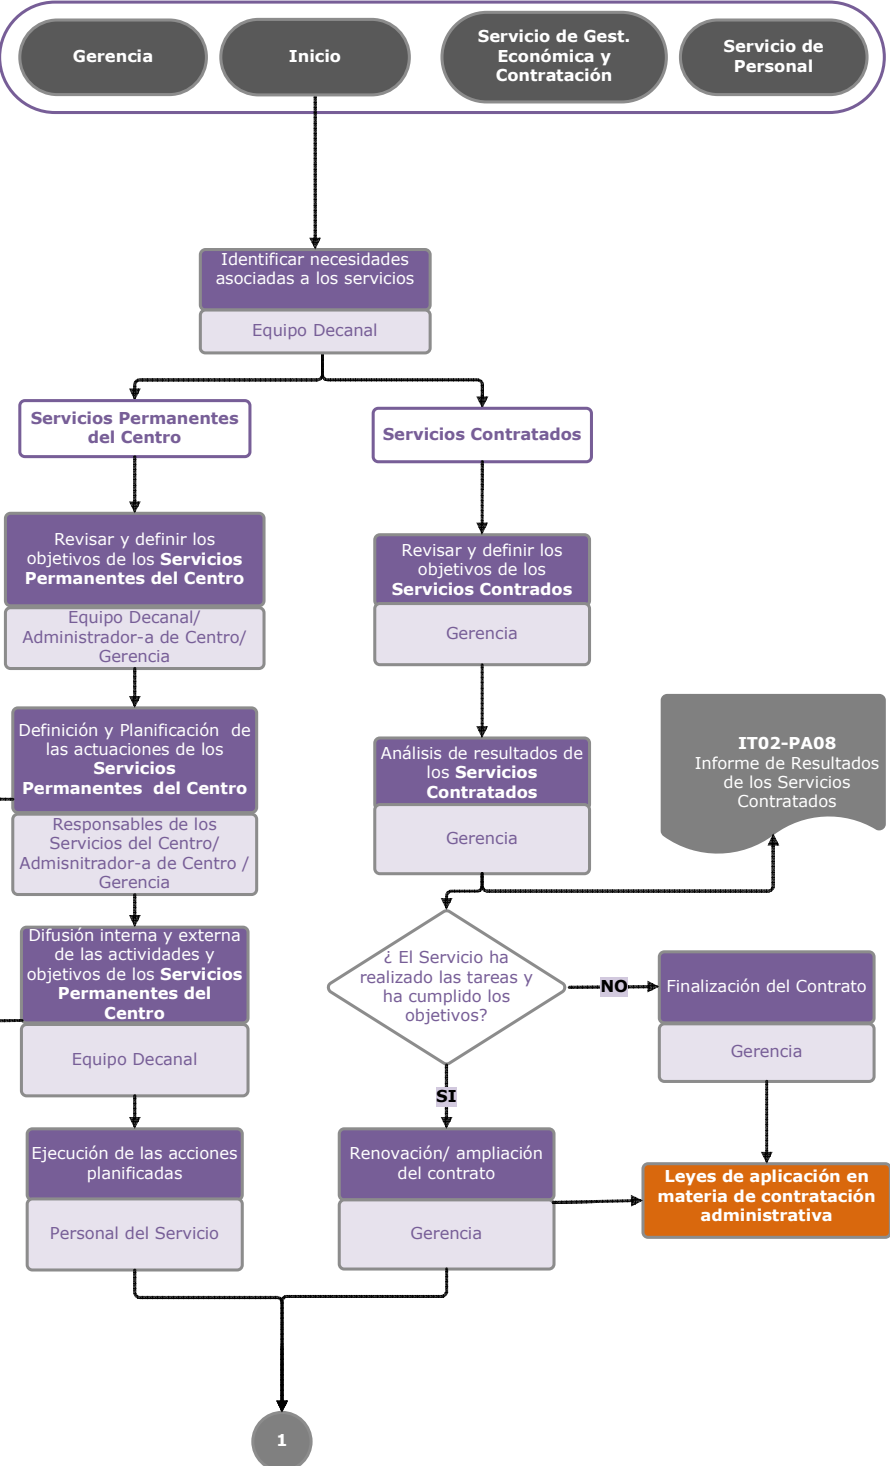 Gerencia
Inicio
Servicio de Gest.
Económica y
Contratación
Servicio de
Personal
Identificar necesidades
asociadas a los servicios
Equipo Decanal
Servicios Permanentes
del Centro
Servicios Contratados
Revisar y definir los
objetivos de los Servicios
Permanentes del Centro
Equipo Decanal/
Administrador-a de Centro/
Gerencia
Revisar y definir los
objetivos de los
Servicios Contrados
Gerencia
Definición y Planificación de
las actuaciones de los
Servicios
Permanentes del Centro
Responsables de los
Servicios del Centro/
Admisnitrador-a de Centro /
Gerencia
Análisis de resultados de
los Servicios
Contratados
Gerencia
IT02-PA08
Informe de Resultados
de los Servicios
Contratados
Difusión interna y externa
de las actividades y
objetivos de los Servicios
Permanentes del
Centro
Equipo Decanal
¿ El Servicio ha
realizado las tareas y
ha cumplido los
objetivos?
NO
Finalización del Contrato
Gerencia
SI
Ejecución de las acciones
planificadas
Personal del Servicio
Renovación/ ampliación
del contrato
Gerencia
Leyes de aplicación en
materia de contratación
administrativa
1